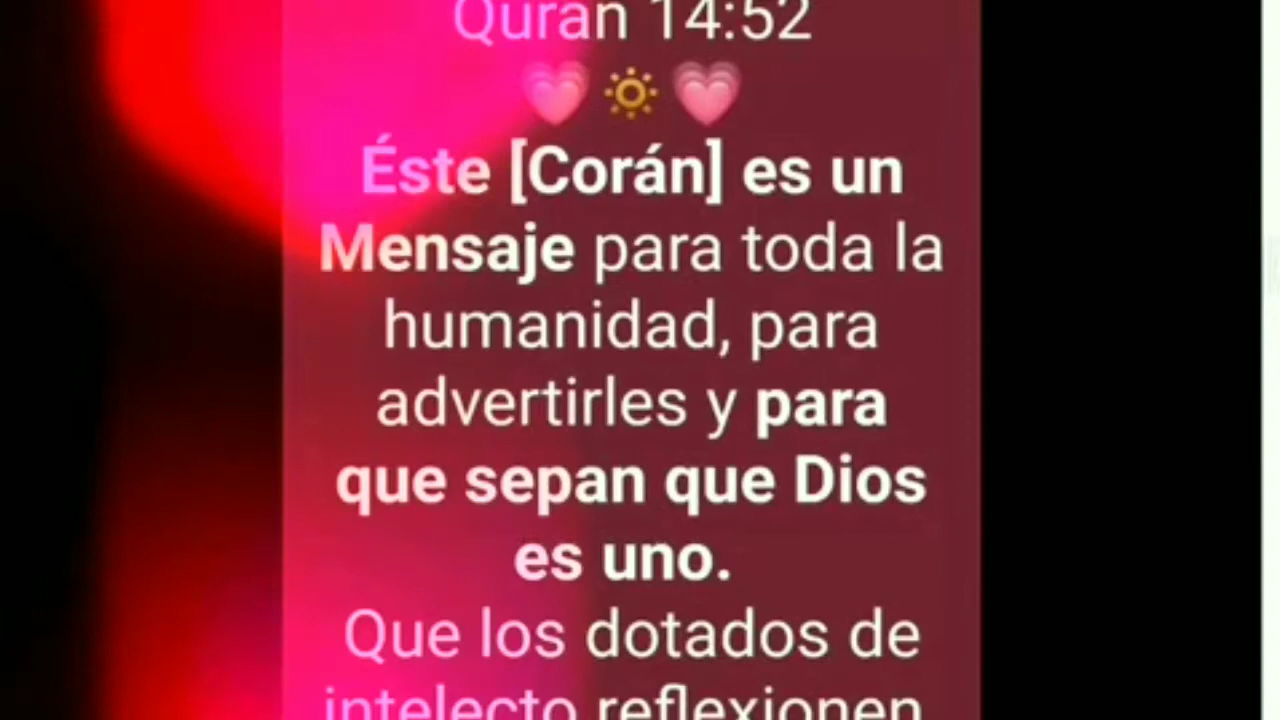 Quran 14:52
💗🔅💗
Éste [Corán] es un
Mensaje para toda la
humanidad, para
advertirles y para
que sepan que Dios
es uno.
Que los dotados de
intelecto reflexionen